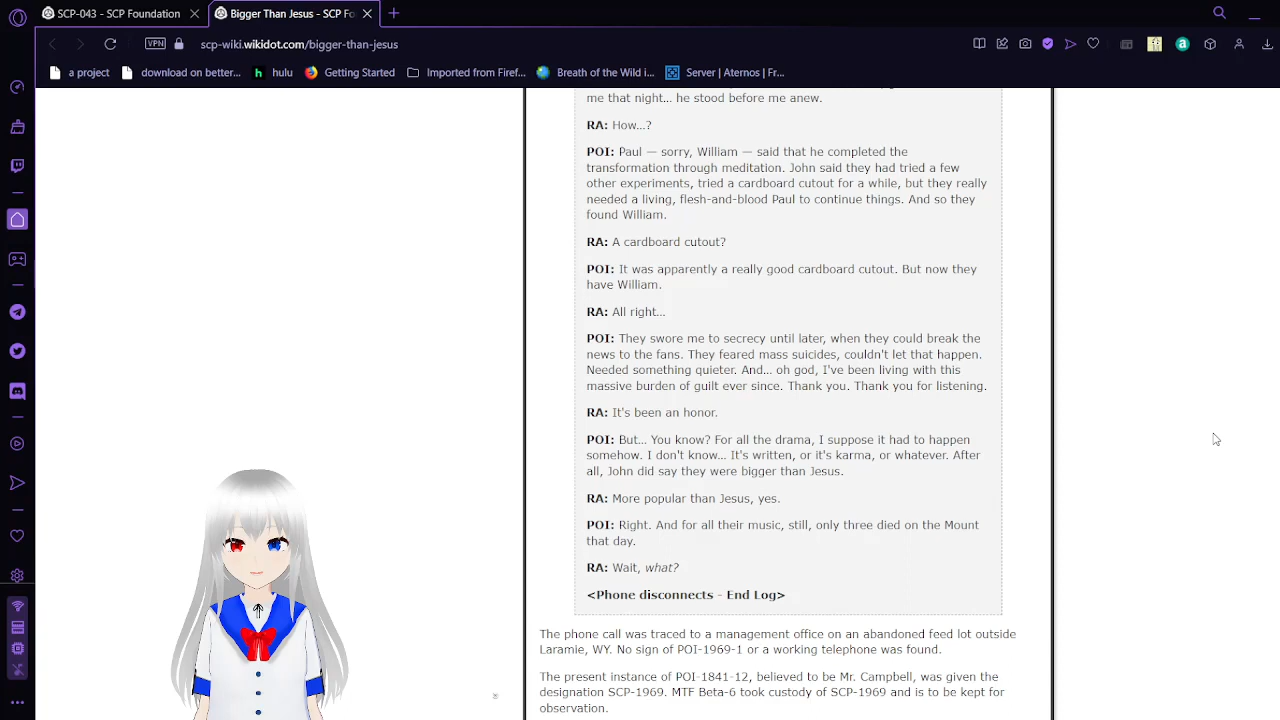 SCP-043 - SCP Foundation
Bigger Than Jesus - SCP Fo
VPN
scp-wiki.wikidot.com/bigger-than-jesus
a project
download on better...
hulu
Getting Started
Imported from Firef...
Breath of the Wild i...
Server | Aternos | Fr...
me that night... he stood before me anew.
RA: How...?
POI: Paul — sorry, William — said that he completed the
transformation through meditation. John said they had tried a few
other experiments, tried a cardboard cutout for a while, but they really
needed a living, flesh-and-blood Paul to continue things. And so they
found William.
RA: A cardboard cutout?
POI: It was apparently a really good cardboard cutout. But now they
have William.
RA: All right...
POI: They swore me to secrecy until later, when they could break the
news to the fans. They feared mass suicides, couldn't let that happen.
Needed something quieter. And... oh god, I've been living with this
massive burden of guilt ever since. Thank you. Thank you for listening.
RA: It's been an honor.
POI: But... You know? For all the drama, I suppose it had to happen
somehow. I don't know... It's written, or it's karma, or whatever. After
all, John did say they were bigger than Jesus.
RA: More popular than Jesus, yes.
POI: Right. And for all their music, still, only three died on the Mount
that day.
RA: Wait, what?
<Phone disconnects - End Log>
The phone call was traced to a management office on an abandoned feed lot outside
Laramie, WY. No sign of POI-1969-1 or a working telephone was found.
The present instance of POI-1841-12, believed to be Mr. Campbell, was given the
designation SCP-1969. MTF Beta-6 took custody of SCP-1969 and is to be kept for
observation.